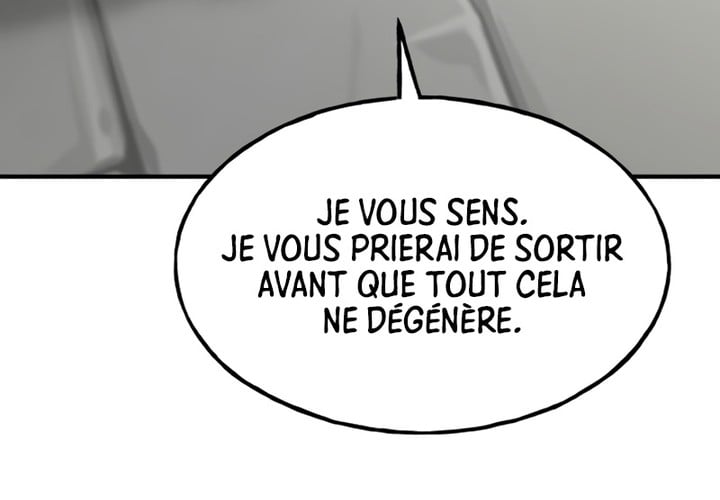 JE VOUS SENS.
JE VOUS PRIERAI DE SORTIR
AVANT QUE TOUT CELA
NE DÉGÉNÈRE.